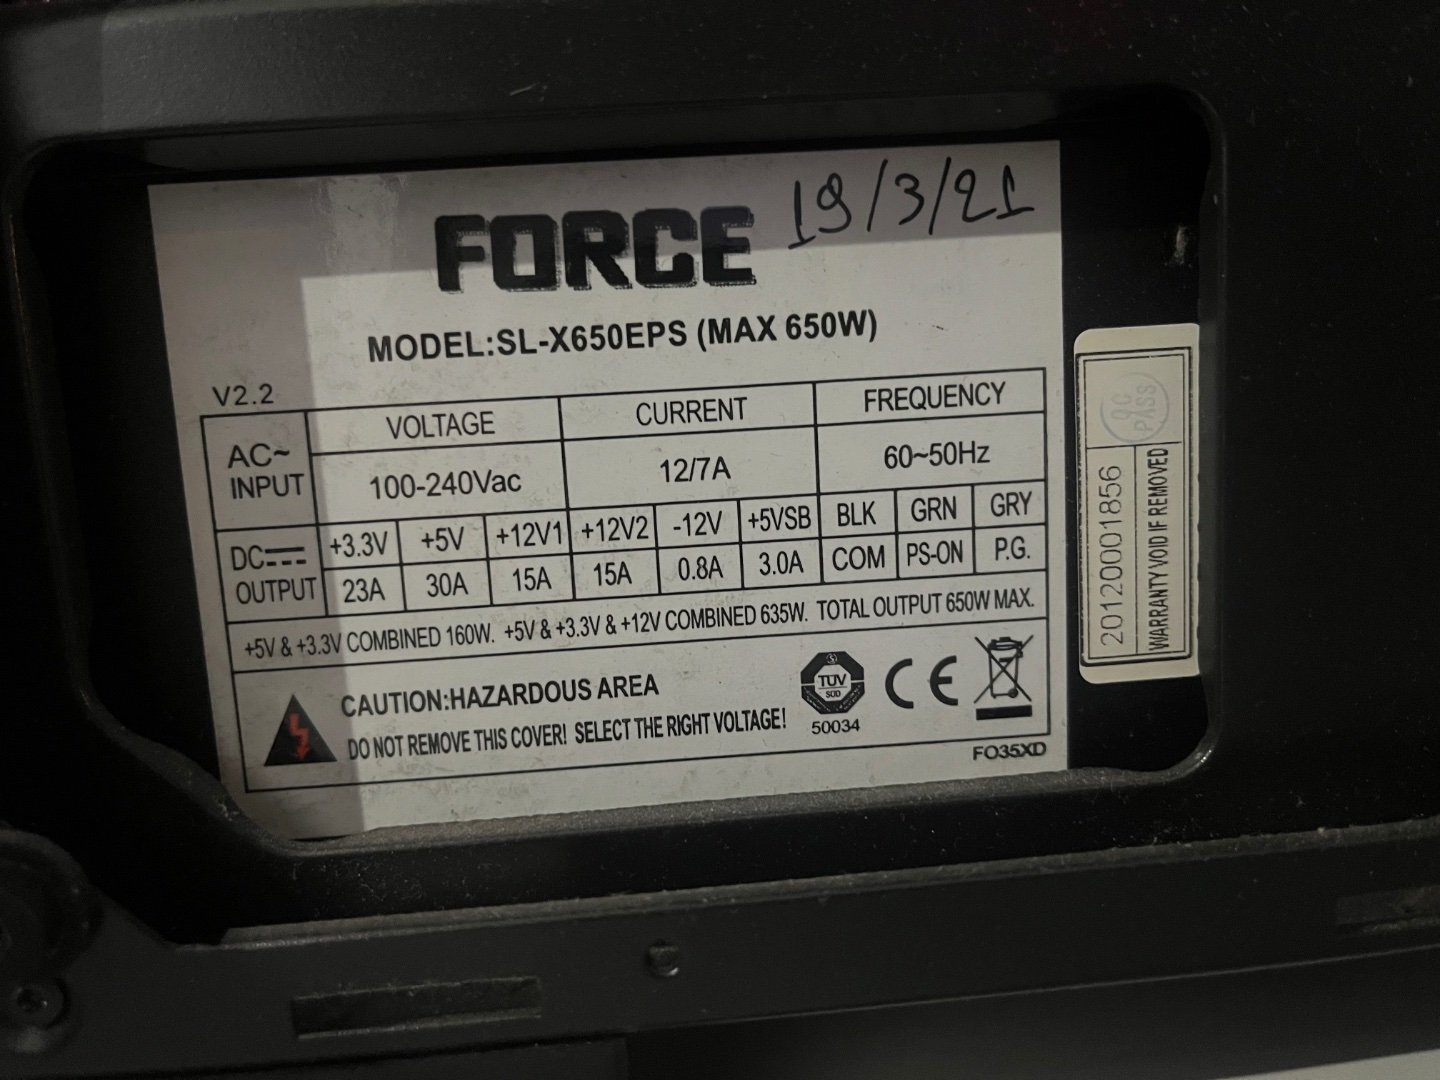 19/3/21
FORCE
MODEL:SL-X650EPS (MAX 650W)
V2.2
AC~ INPUT
VOLTAGE CURRENT FREQUENCY
100-240Vac 12/7A 60~50Hz
DC OUTPUT
+3.3V +5V +12V1 +12V2 -12V +5VSB BLK GRN GRY
23A 30A 15A 15A 0.8A 3.0A COM PS-ON P.G.
+5V & +3.3V COMBINED 160W. +5V & +3.3V & +12V COMBINED 635W. TOTAL OUTPUT 650W MAX.
CAUTION:HAZARDOUS AREA
DO NOT REMOVE THIS COVER! SELECT THE RIGHT VOLTAGE!
TÜV
SÜD
50034
CE
FO35XD
QC
PASS
201200001856
WARRANTY VOID IF REMOVED